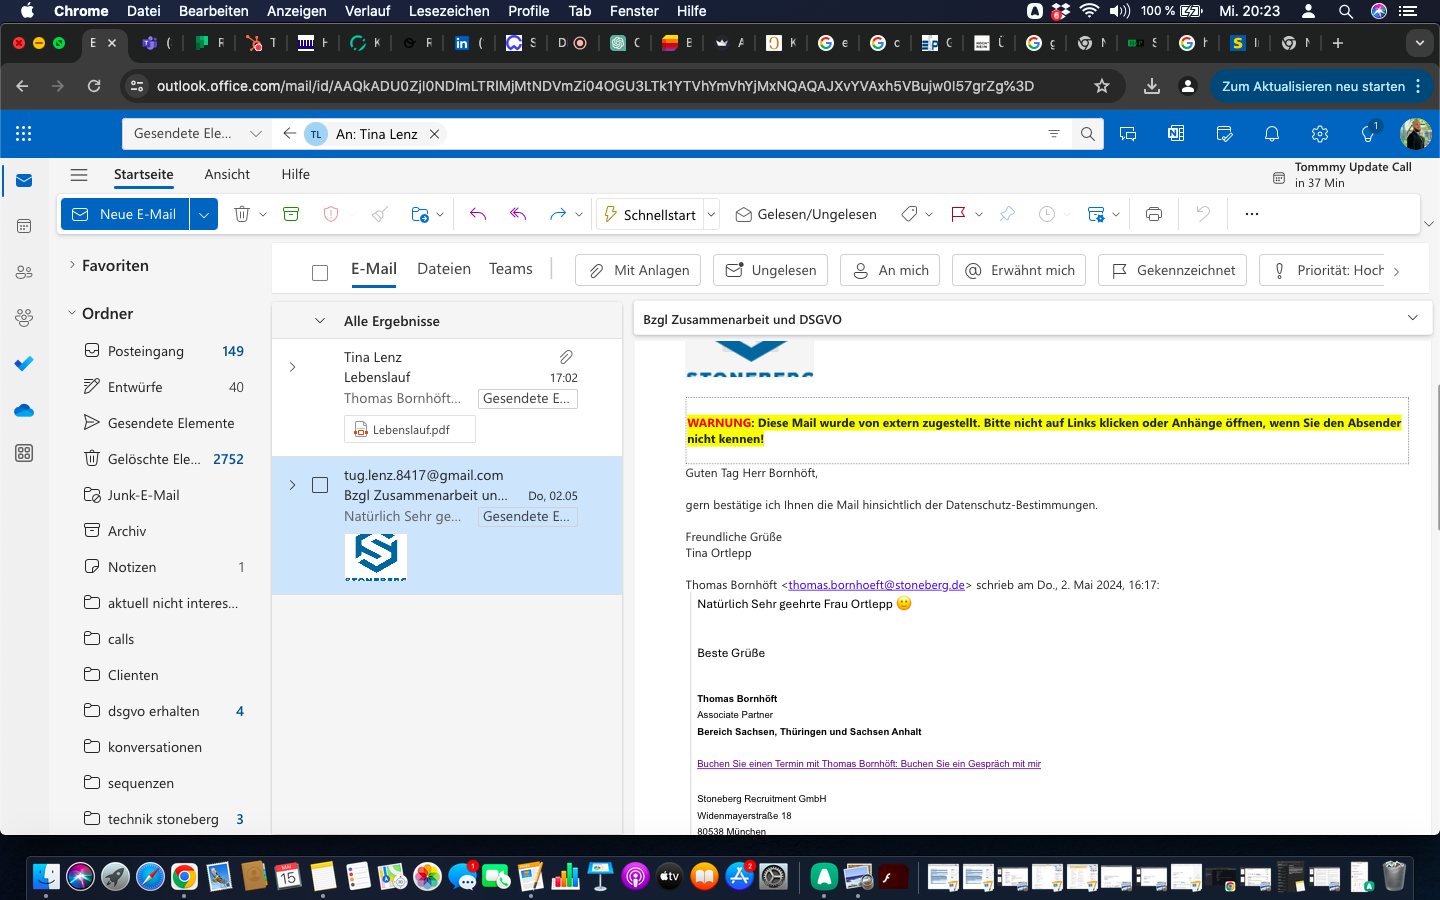 Chrome Datei Bearbeiten Anzeigen Verlauf Lesezeichen Profile Tab Fenster Hilfe 100 % Mi. 20:23
outlook.office.com/mail/id/AAQkADU0ZjI0NDlmLTRlMjMtNDVmZi04OGU3LTk1YTVhYmVhYjMxNQAQAJXvYVAxh5VBujw0I57grZg%3D Zum Aktualisieren neu starten
Gesendete Ele... TL An: Tina Lenz 1
Startseite Ansicht Hilfe
Tommmy Update Call
in 37 Min
Neue E-Mail Schnellstart Gelesen/Ungelesen
Favoriten
Ordner
Posteingang 149
Entwürfe 40
Gesendete Elemente
Gelöschte Ele... 2752
Junk-E-Mail
Archiv
Notizen 1
aktuell nicht interes...
calls
Clienten
dsgvo erhalten 4
konversationen
sequenzen
technik stoneberg 3
E-Mail Dateien Teams Mit Anlagen Ungelesen An mich Erwähnt mich Gekennzeichnet Priorität: Hoch
Alle Ergebnisse
Tina Lenz
Lebenslauf 17:02
Thomas Bornhöft... Gesendete E...
Lebenslauf.pdf
tug.lenz.8417@gmail.com
Bzgl Zusammenarbeit un... Do, 02.05
Natürlich Sehr ge... Gesendete E...
Bzgl Zusammenarbeit und DSGVO
STONEBERG
WARNUNG: Diese Mail wurde von extern zugestellt. Bitte nicht auf Links klicken oder Anhänge öffnen, wenn Sie den Absender
nicht kennen!
Guten Tag Herr Bornhöft,
gern bestätige ich Ihnen die Mail hinsichtlich der Datenschutz-Bestimmungen.
Freundliche Grüße
Tina Ortlepp
Thomas Bornhöft <thomas.bornhoeft@stoneberg.de> schrieb am Do., 2. Mai 2024, 16:17:
Natürlich Sehr geehrte Frau Ortlepp 🙂
Beste Grüße
Thomas Bornhöft
Associate Partner
Bereich Sachsen, Thüringen und Sachsen Anhalt
Buchen Sie einen Termin mit Thomas Bornhöft: Buchen Sie ein Gespräch mit mir
Stoneberg Recruitment GmbH
Widenmayerstraße 18
80538 München
MAI
15
tv
1
2